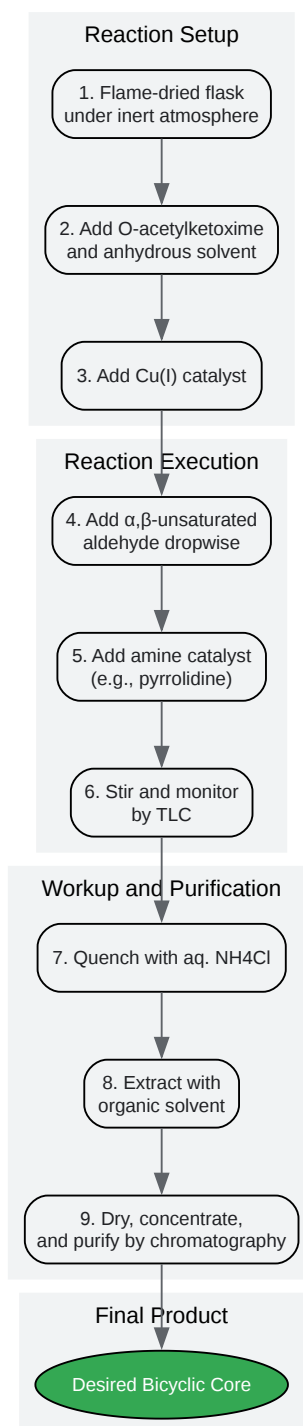 Reaction Setup
1. Flame-dried flask
under inert atmosphere
2. Add O-acetylketoxime
and anhydrous solvent
3. Add Cu(I) catalyst
Reaction Execution
4. Add α,β-unsaturated
aldehyde dropwise
5. Add amine catalyst
(e.g., pyrrolidine)
6. Stir and monitor
by TLC
Workup and Purification
7. Quench with aq. NH4Cl
8. Extract with
organic solvent
9. Dry, concentrate,
and purify by chromatography
Final Product
Desired Bicyclic Core